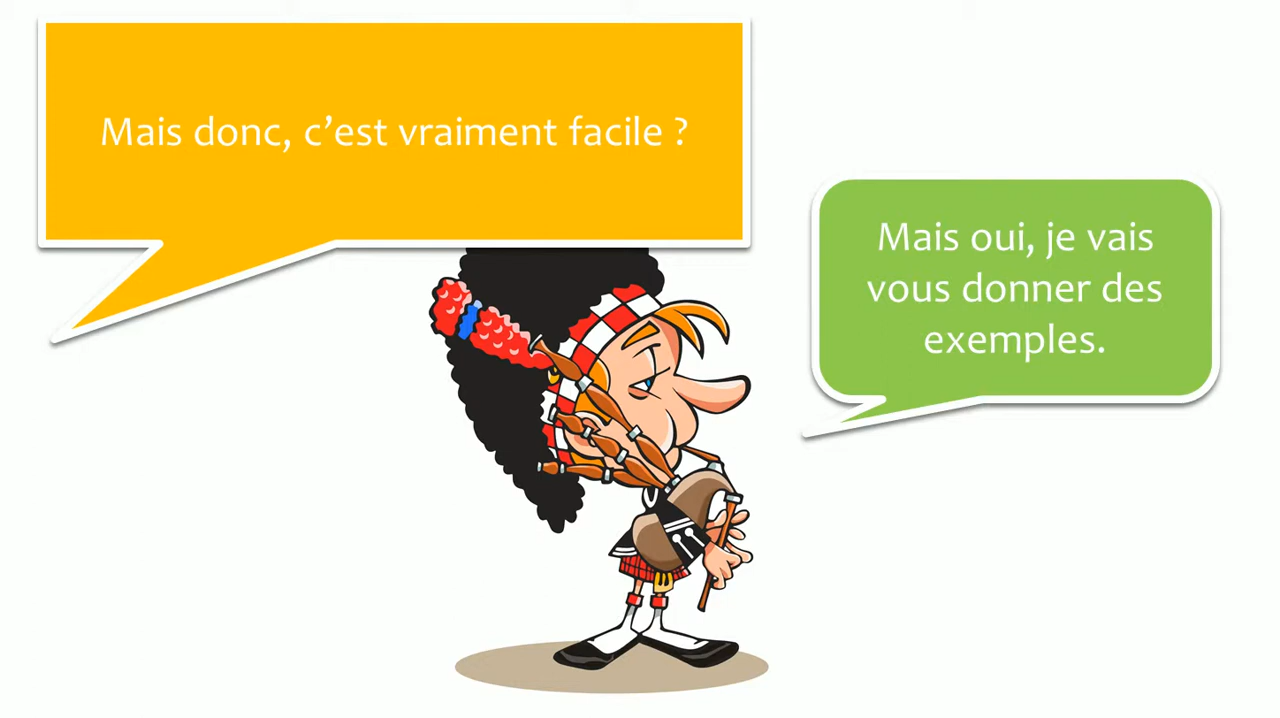 Mais donc, c’est vraiment facile ?
Mais oui, je vais
vous donner des
exemples.